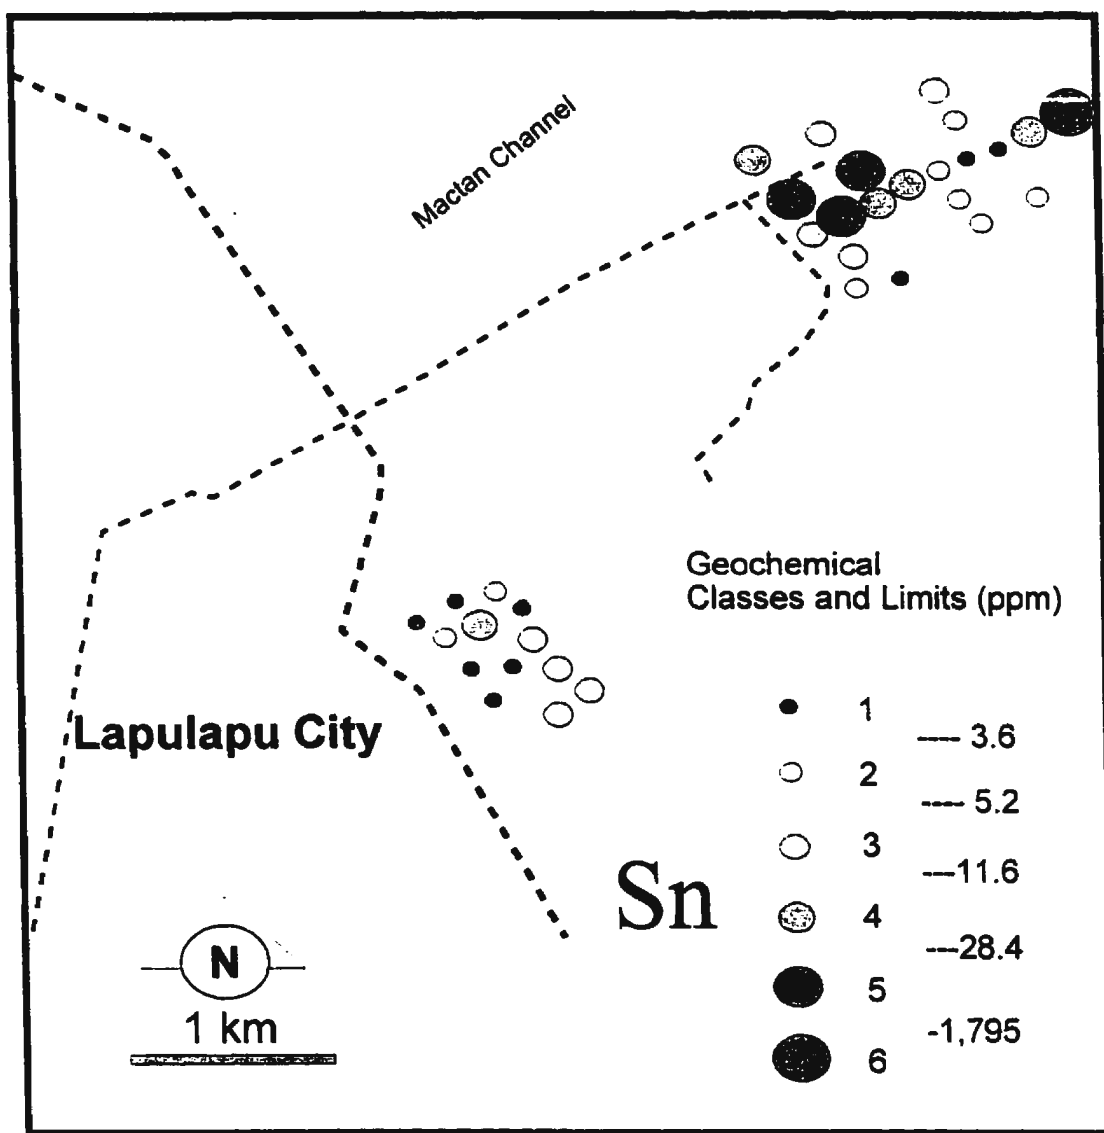 Mactan Channel
Geochemical
Classes and Limits (ppm)
1
---- 3.6
2
---- 5.2
3
---11.6
4
---28.4
5
-1,795
6
Lapulapu City
Sn
N
1 km